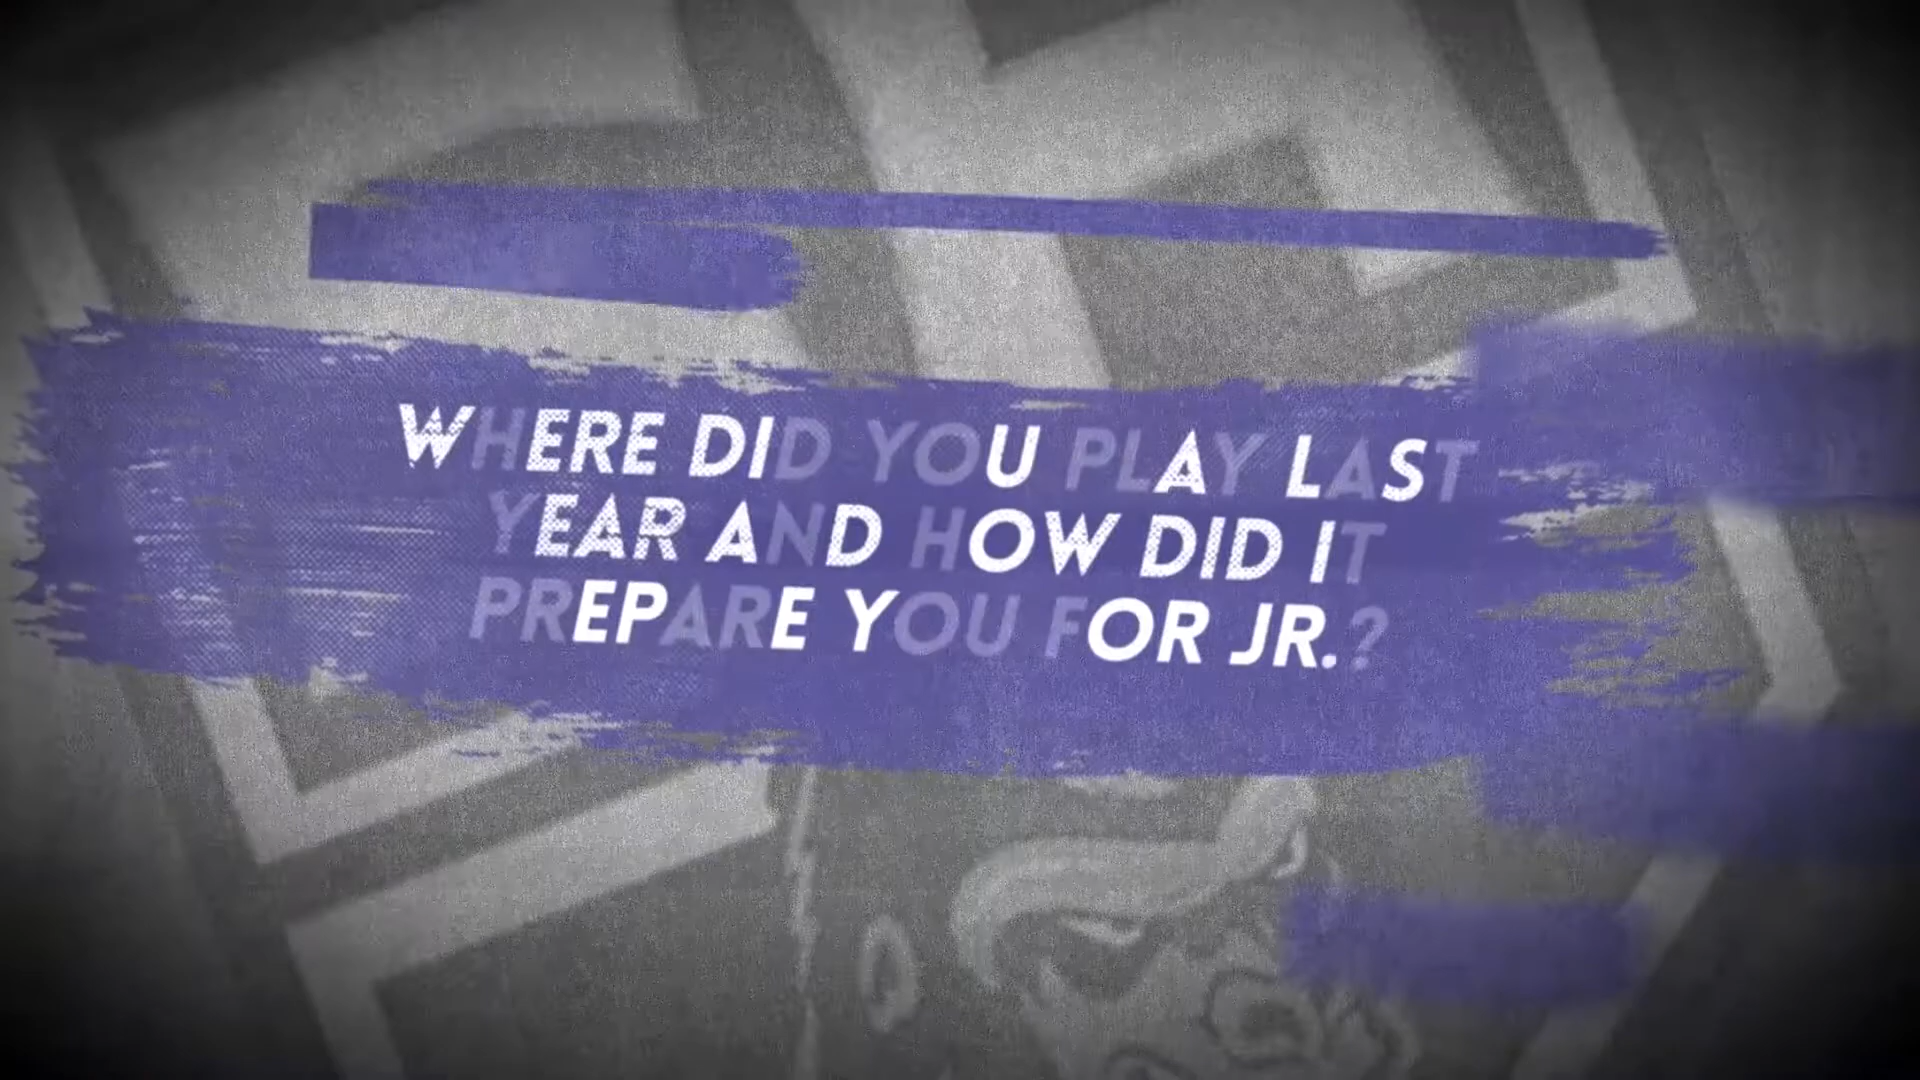 WHERE DID YOU PLAY LAST
YEAR AND HOW DID IT
PREPARE YOU FOR JR.?